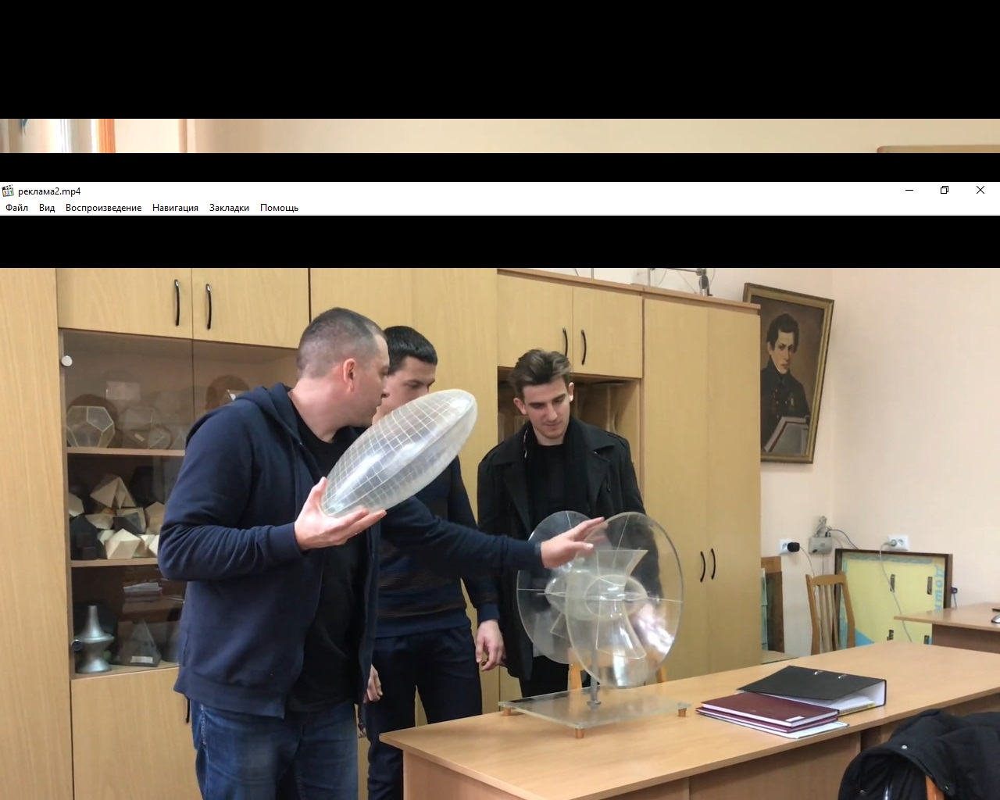 реклама2.mp4
Файл Вид Воспроизведение Навигация Закладки Помощь